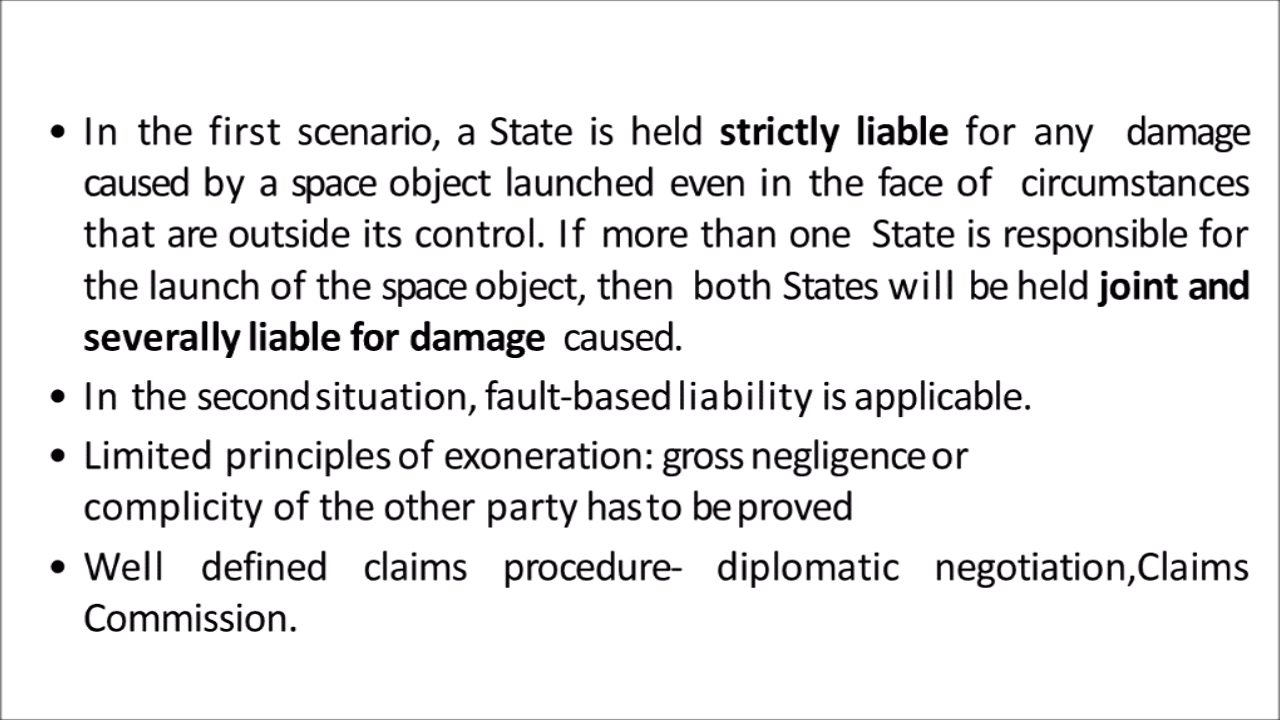 • In the first scenario, a State is held strictly liable for any damage
caused by a space object launched even in the face of circumstances
that are outside its control. If more than one State is responsible for
the launch of the space object, then both States will be held joint and
severally liable for damage caused.
• In the second situation, fault-based liability is applicable.
• Limited principles of exoneration: gross negligence or
complicity of the other party has to be proved
• Well defined claims procedure- diplomatic negotiation,Claims
Commission.